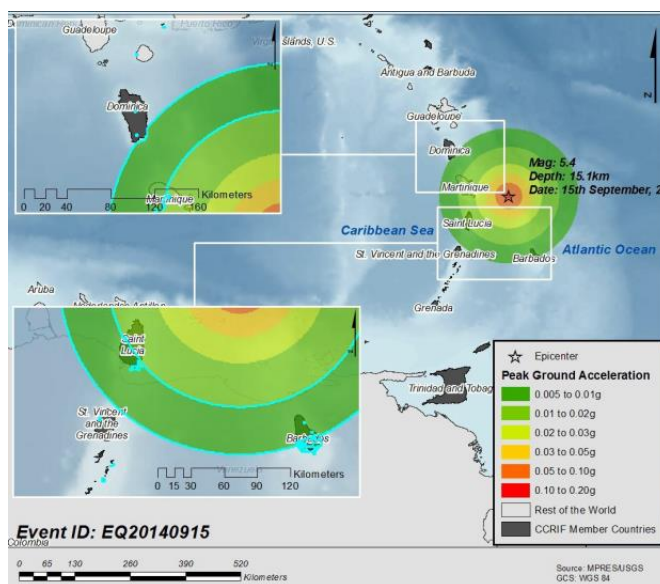 Guadeloupe
Islands, U.S.
Antigua and Barbuda
Dominica
Guadeloupe
Dominica
Kilometers
Martinique
0 20 40 80 120 160
Mag: 5.4
Depth: 15.1km
Date: 15th September, 2
Martinique
Saint Lucia
Caribbean Sea
St. Vincent and the Grenadines
Barbados
Atlantic Ocean
Grenada
Aruba
Saint
Lucia
St. Vincent
and the
Grenadines
Barbados
Kilometers
0 15 30 60 90 120
Trinidad and Tobag
Epicenter
Peak Ground Acceleration
0.005 to 0.01g
0.01 to 0.02g
0.02 to 0.03g
0.03 to 0.05g
0.05 to 0.10g
0.10 to 0.20g
Rest of the World
CCRIF Member Countries
Event ID: EQ20140915
Colombia
0 65 130 260 390 520
Kilometers
Source: MPRES/USGS
GCS: WGS 84